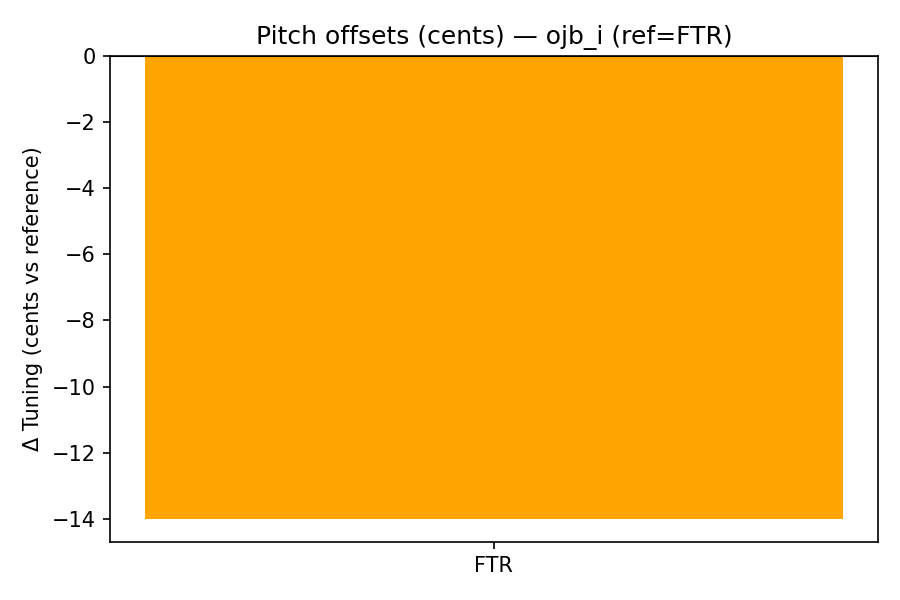 Pitch offsets (cents) — ojb_i (ref=FTR)
Δ Tuning (cents vs reference)
0
−2
−4
−6
−8
−10
−12
−14
FTR